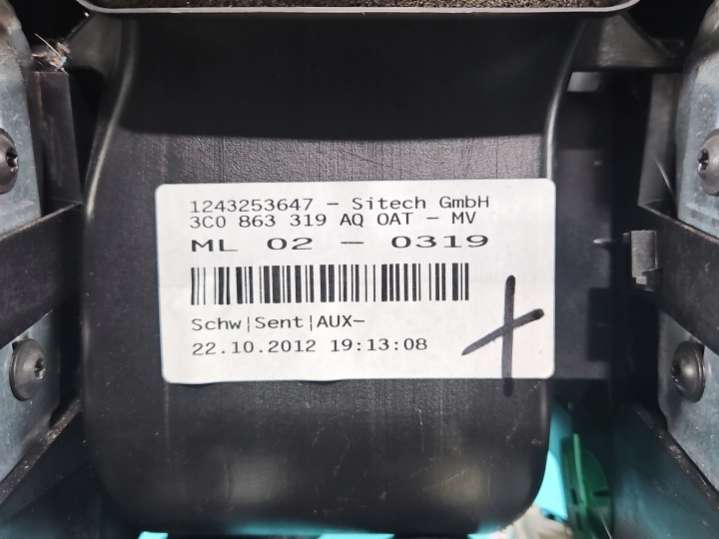 1243253647 - Sitech GmbH
3C0 863 319 AQ OAT - MV
ML 02 - 0319
Schw|Sent|AUX-
22.10.2012 19:13:08